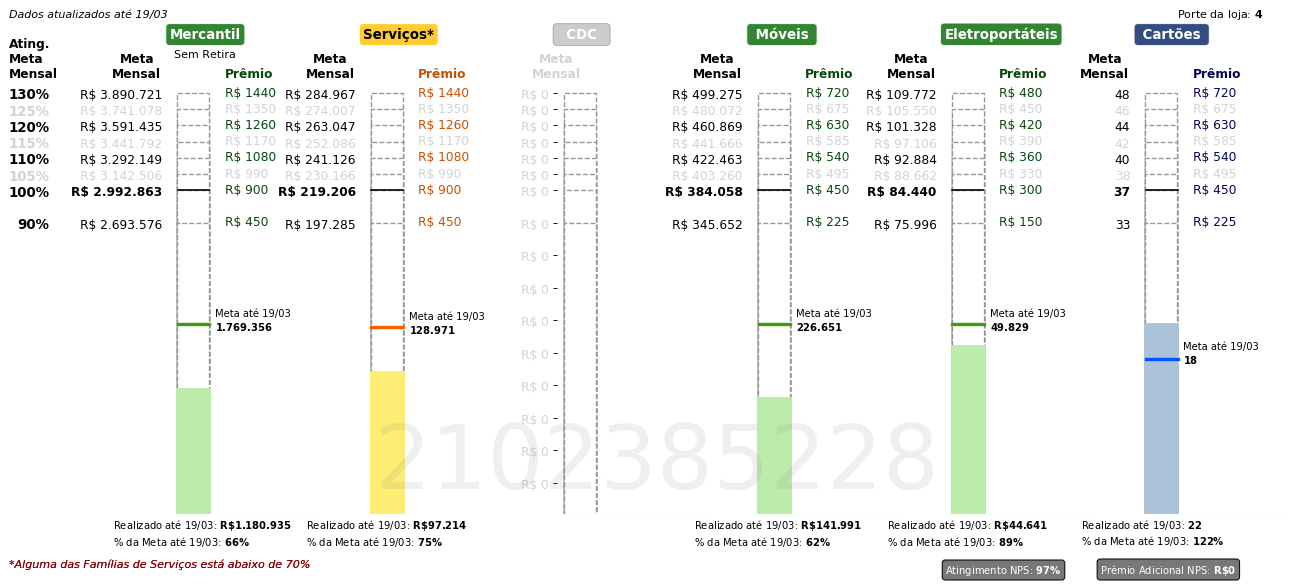 Dados atualizados até 19/03
Porte da loja: 4
Mercantil Serviços* CDC Móveis Eletroportáteis Cartões
Sem Retira
Ating. Meta Mensal
Meta Mensal Prêmio Meta Mensal Prêmio Meta Mensal Meta Mensal Prêmio Meta Mensal Prêmio Meta Mensal Prêmio
130% R$ 3.890.721 R$ 1440 R$ 284.967 R$ 1440 R$ 0 R$ 499.275 R$ 720 R$ 109.772 R$ 480 48 R$ 720
125% R$ 3.741.078 R$ 1350 R$ 274.007 R$ 1350 R$ 0 R$ 480.072 R$ 675 R$ 105.550 R$ 450 46 R$ 675
120% R$ 3.591.435 R$ 1260 R$ 263.047 R$ 1260 R$ 0 R$ 460.869 R$ 630 R$ 101.328 R$ 420 44 R$ 630
115% R$ 3.441.792 R$ 1170 R$ 252.086 R$ 1170 R$ 0 R$ 441.666 R$ 585 R$ 97.106 R$ 390 42 R$ 585
110% R$ 3.292.149 R$ 1080 R$ 241.126 R$ 1080 R$ 0 R$ 422.463 R$ 540 R$ 92.884 R$ 360 40 R$ 540
105% R$ 3.142.506 R$ 990 R$ 230.166 R$ 990 R$ 0 R$ 403.260 R$ 495 R$ 88.662 R$ 330 38 R$ 495
100% R$ 2.992.863 R$ 900 R$ 219.206 R$ 900 R$ 0 R$ 384.058 R$ 450 R$ 84.440 R$ 300 37 R$ 450
90% R$ 2.693.576 R$ 450 R$ 197.285 R$ 450 R$ 0 R$ 345.652 R$ 225 R$ 75.996 R$ 150 33 R$ 225
R$ 0
R$ 0
Meta até 19/03 Meta até 19/03 R$ 0 Meta até 19/03 Meta até 19/03
1.769.356 128.971 226.651 49.829
R$ 0 Meta até 19/03
18
R$ 0
R$ 0
R$ 0
R$ 0
2102385228
Realizado até 19/03: R$1.180.935 Realizado até 19/03: R$97.214 Realizado até 19/03: R$141.991 Realizado até 19/03: R$44.641 Realizado até 19/03: 22
% da Meta até 19/03: 66% % da Meta até 19/03: 75% % da Meta até 19/03: 62% % da Meta até 19/03: 89% % da Meta até 19/03: 122%
*Alguma das Famílias de Serviços está abaixo de 70%
Atingimento NPS: 97% Prêmio Adicional NPS: R$0